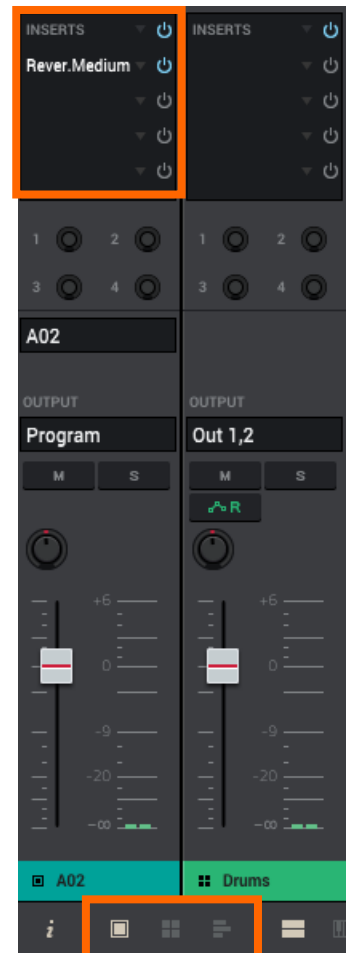 INSERTS INSERTS
Rever.Medium
1 2 1 2
3 4 3 4
A02
OUTPUT OUTPUT
Program Out 1,2
M S M S
R
+6 +6
0 0
-9 -9
-20 -20
-∞ -∞
A02 Drums
i